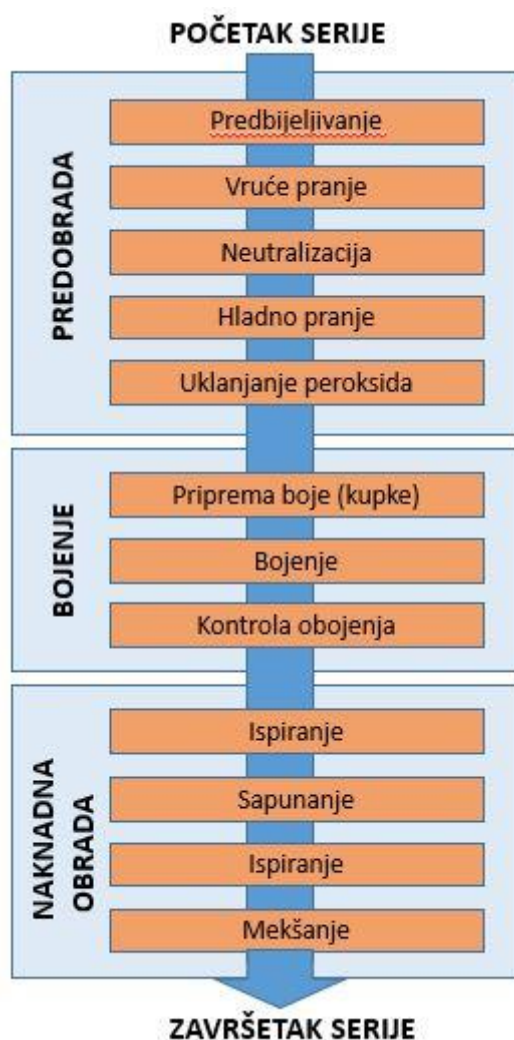 POČETAK SERIJE
PREDOBRADA
Predbijeljivanje
Vruće pranje
Neutralizacija
Hladno pranje
Uklanjanje peroksida
BOJENJE
Priprema boje (kupke)
Bojenje
Kontrola obojenja
NAKNADNA
OBRADA
Ispiranje
Sapunanje
Ispiranje
Mekšanje
ZAVRŠETAK SERIJE